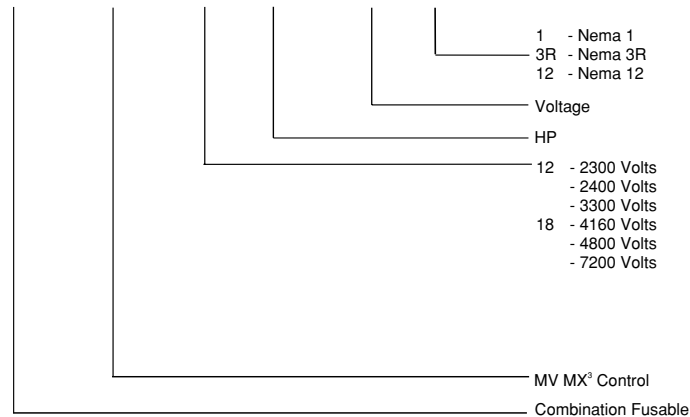 1 - Nema 1
3R - Nema 3R
12 - Nema 12
Voltage
HP
12 - 2300 Volts
- 2400 Volts
- 3300 Volts
18 - 4160 Volts
- 4800 Volts
- 7200 Volts
MV MX³ Control
Combination Fusable